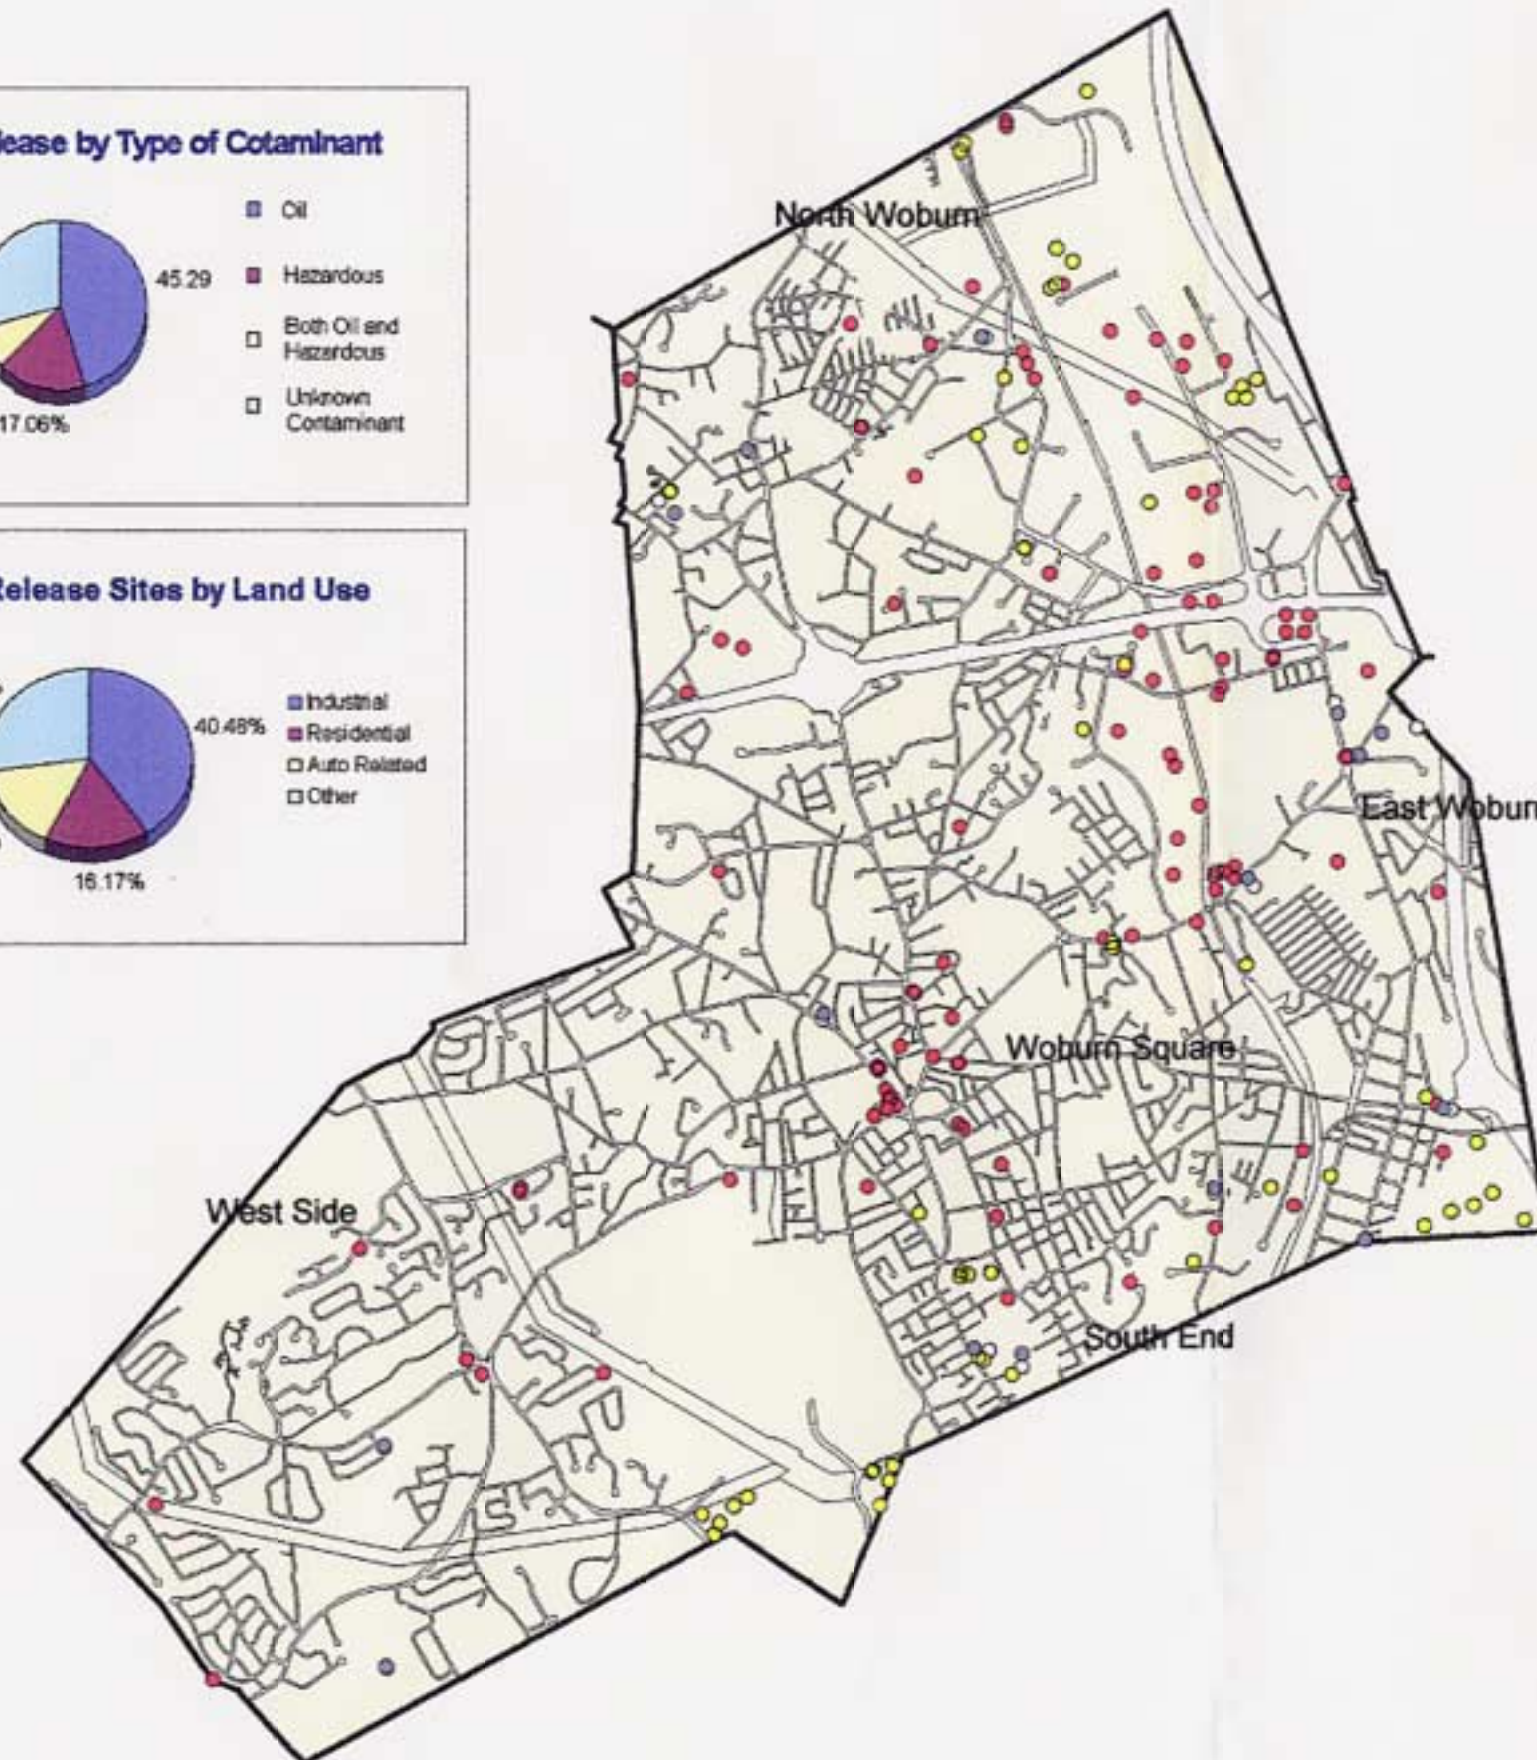 lease by Type of Cotaminant
Oil
45.29
Hazardous
Both Oil and
Hazardous
Unknown
Contaminant
17.06%
Release Sites by Land Use
Industrial
40.48%
Residential
Auto Related
Other
16.17%
North Woburn
East Woburn
Woburn Square
West Side
South End